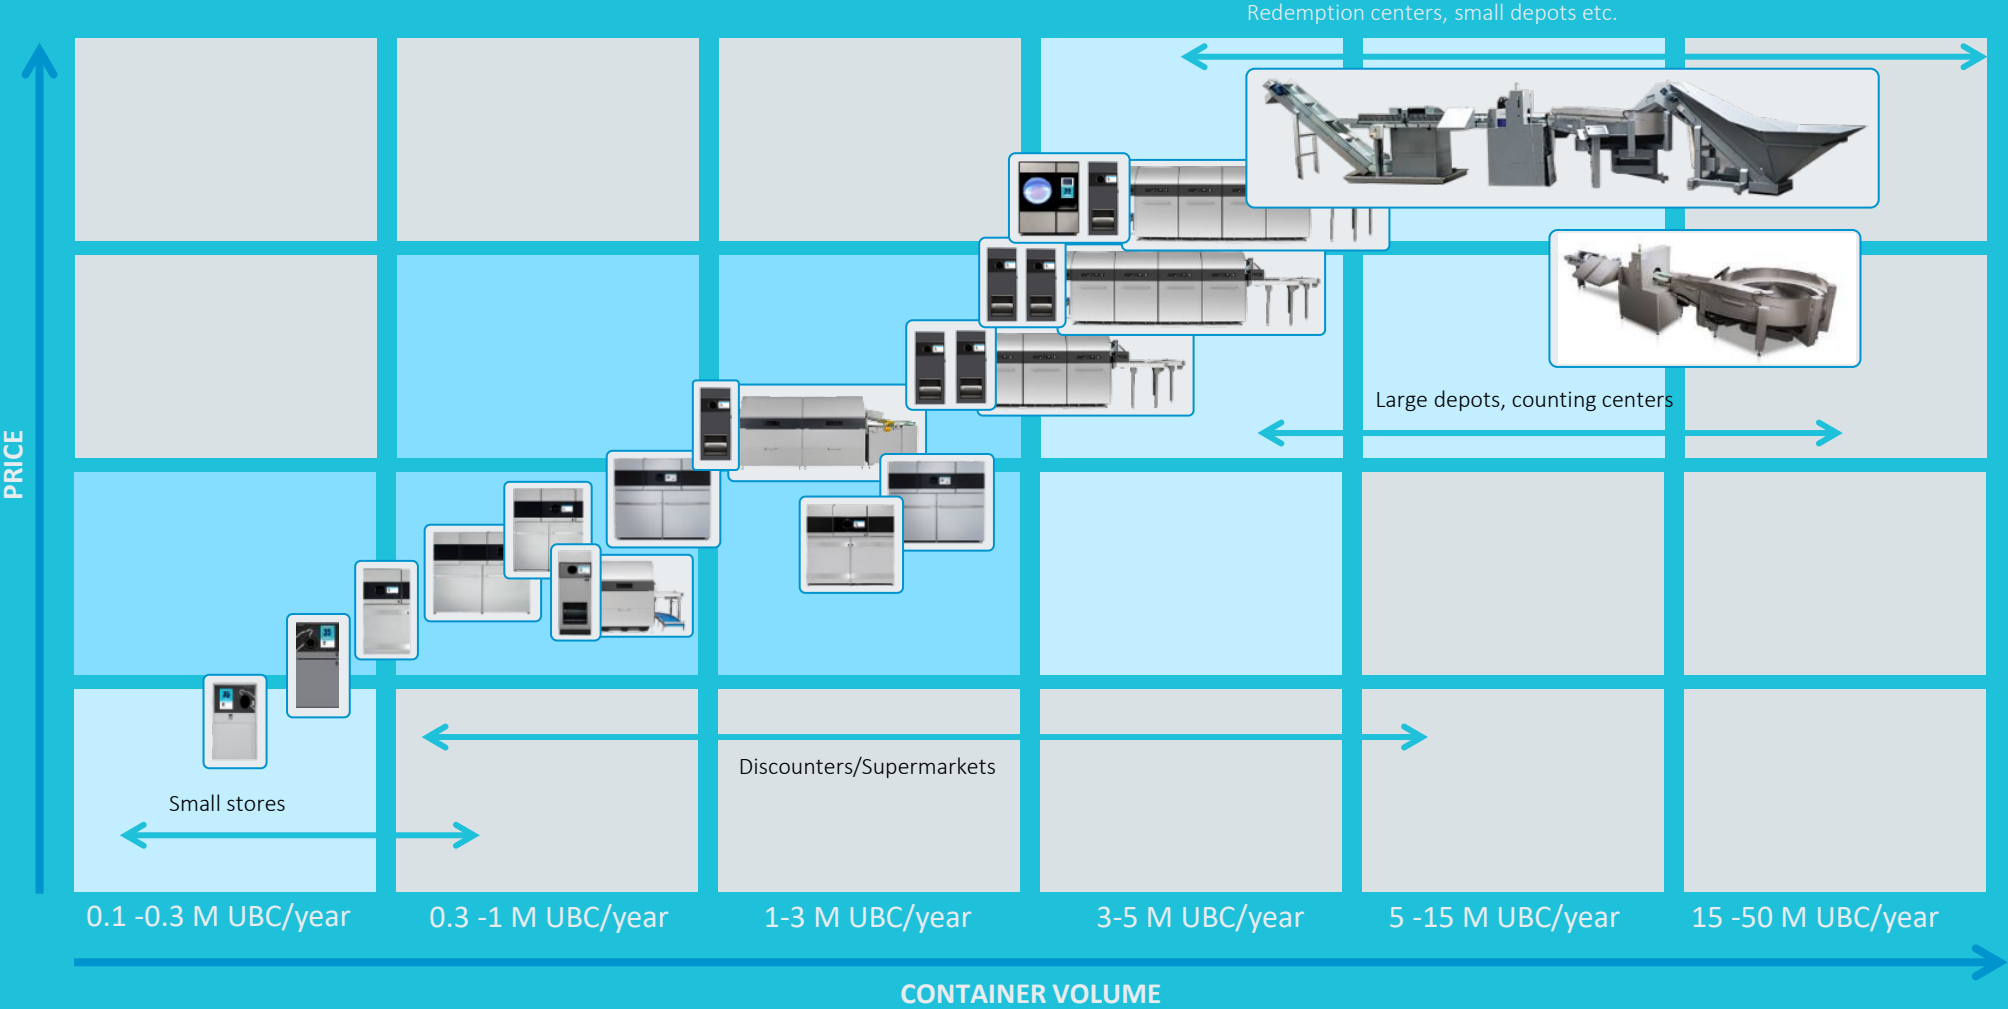 Redemption centers, small depots etc.
Large depots, counting centers
PRICE
Discounters/Supermarkets
Small stores
0.1 -0.3 M UBC/year
0.3 -1 M UBC/year
1-3 M UBC/year
3-5 M UBC/year
5 -15 M UBC/year
15 -50 M UBC/year
CONTAINER VOLUME